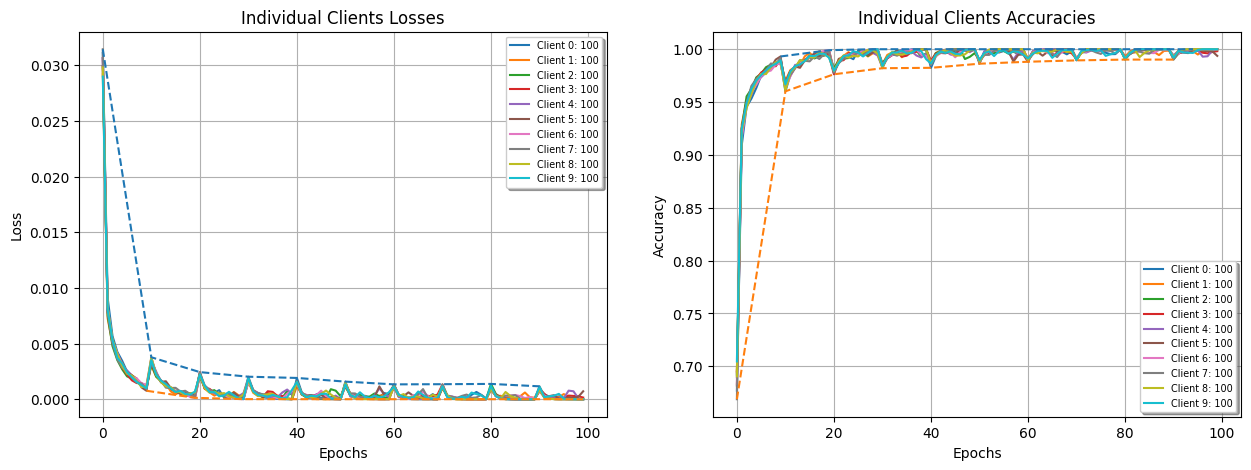 Individual Clients Losses
Loss
0.030
0.025
0.020
0.015
0.010
0.005
0.000
0
20
40
60
80
100
Epochs
Client 0: 100
Client 1: 100
Client 2: 100
Client 3: 100
Client 4: 100
Client 5: 100
Client 6: 100
Client 7: 100
Client 8: 100
Client 9: 100
Individual Clients Accuracies
Accuracy
1.00
0.95
0.90
0.85
0.80
0.75
0.70
0
20
40
60
80
100
Epochs
Client 0: 100
Client 1: 100
Client 2: 100
Client 3: 100
Client 4: 100
Client 5: 100
Client 6: 100
Client 7: 100
Client 8: 100
Client 9: 100